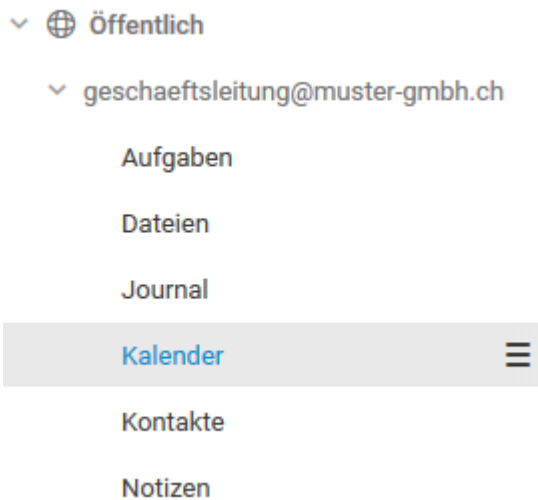 Öffentlich
geschaeftsleitung@muster-gmbh.ch
Aufgaben
Dateien
Journal
Kalender
Kontakte
Notizen